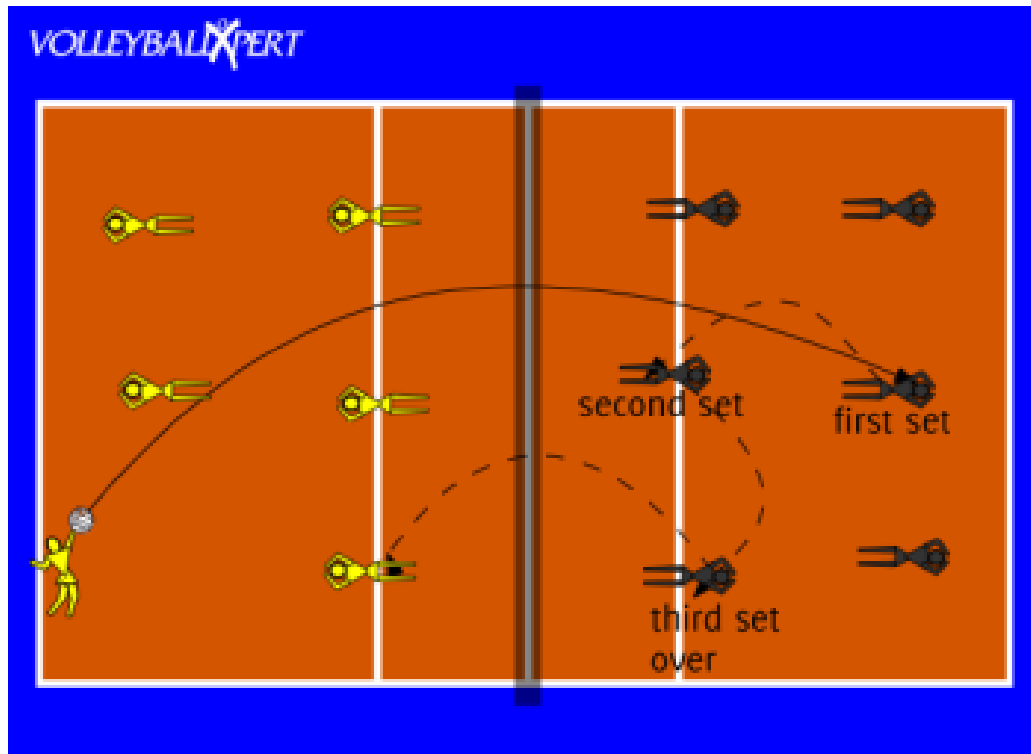 VOLLEYBALLXPERT
second set
first set
third set
over